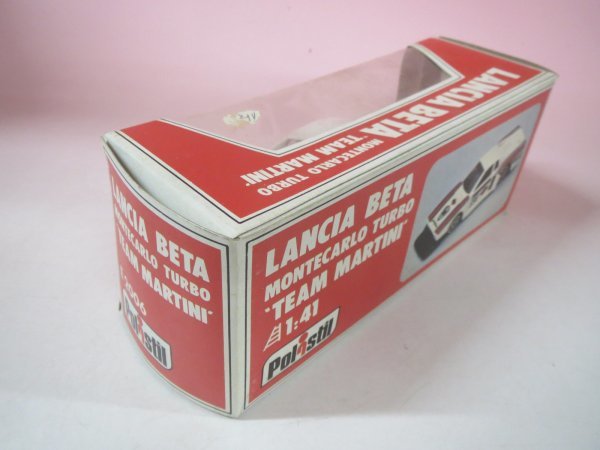 LANCIA BETA
MONTECARLO TURBO
'TEAM MARTINI'
LANCIA BETA
MONTECARLO TURBO
'TEAM MARTINI'
Polistil
LANCIA BETA
MONTECARLO TURBO
'TEAM MARTINI'
1:41
Polistil